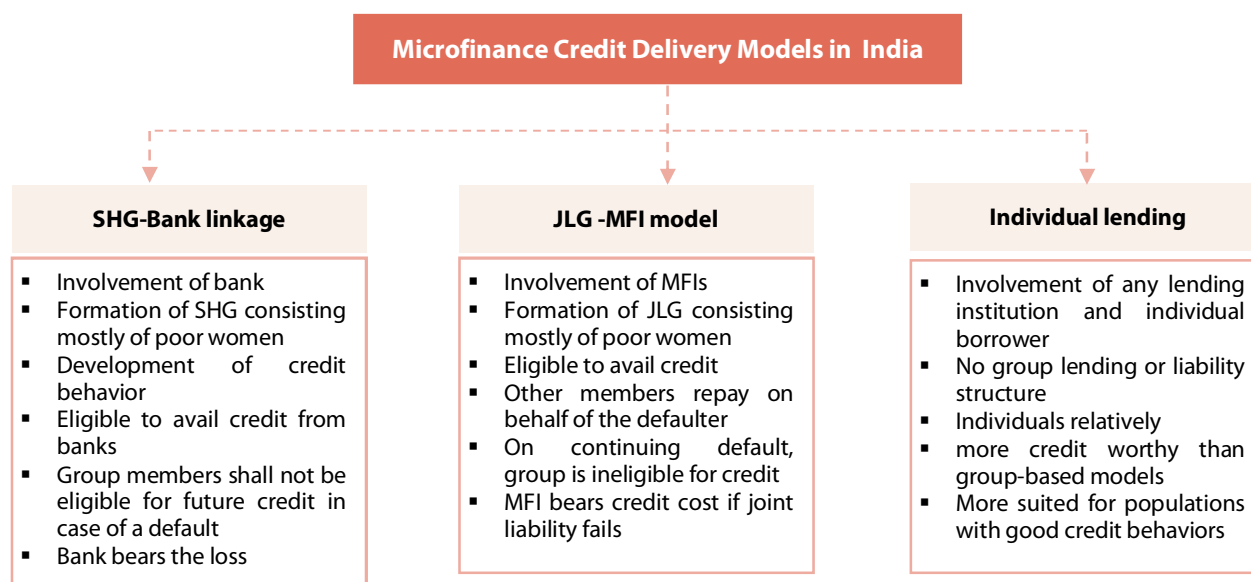 Microfinance Credit Delivery Models in India
SHG-Bank linkage
▪ Involvement of bank
▪ Formation of SHG consisting
mostly of poor women
▪ Development of credit
behavior
▪ Eligible to avail credit from
banks
▪ Group members shall not be
eligible for future credit in
case of a default
▪ Bank bears the loss
JLG -MFI model
▪ Involvement of MFIs
▪ Formation of JLG consisting
mostly of poor women
▪ Eligible to avail credit
▪ Other members repay on
behalf of the defaulter
▪ On continuing default,
group is ineligible for credit
▪ MFI bears credit cost if joint
liability fails
Individual lending
▪ Involvement of any lending
institution and individual
borrower
▪ No group lending or liability
structure
▪ Individuals relatively
▪ more credit worthy than
group-based models
▪ More suited for populations
with good credit behaviors